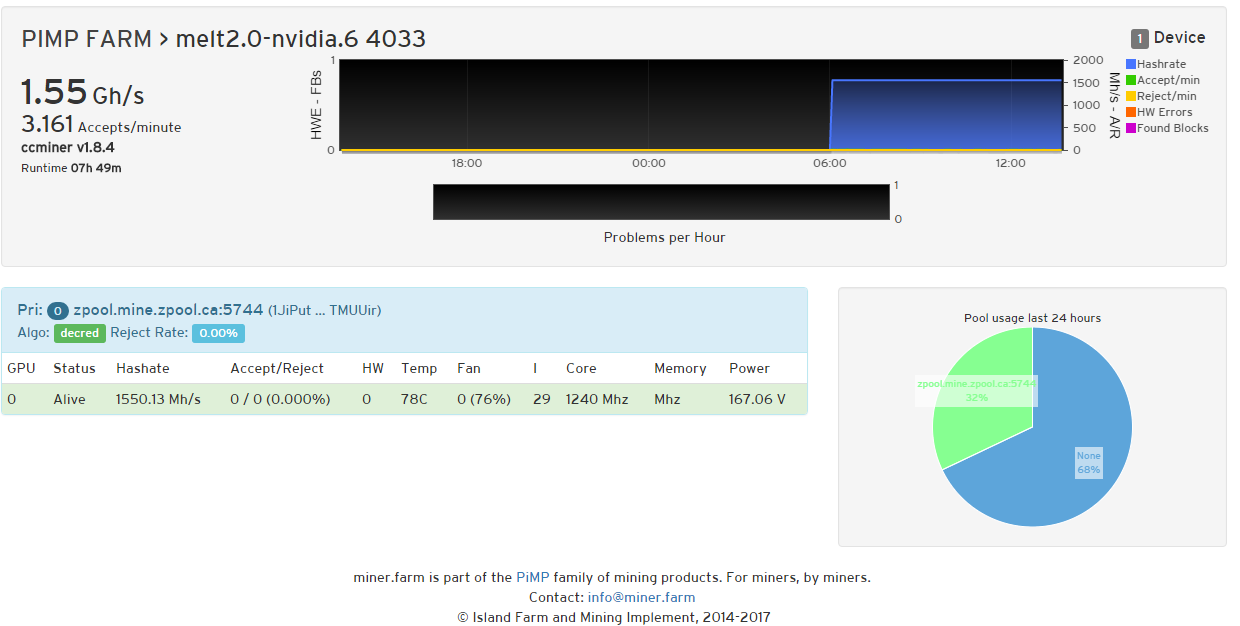 PIMP FARM > melt2.0-nvidia.6 4033
1 Device
1.55 Gh/s
3.161 Accepts/minute
ccminer v1.8.4
Runtime 07h 49m
HWE - FBs
1
0
18:00
00:00
06:00
12:00
2000
1500
1000
500
0
Mh/s - A/R
Hashrate
Accept/min
Reject/min
HW Errors
Found Blocks
1
0
Problems per Hour
Pri: 0 zpool.mine.zpool.ca:5744 (1JiPut ... TMUUir)
Algo: decred Reject Rate: 0.00%
GPU Status Hashate Accept/Reject HW Temp Fan I Core Memory Power
0 Alive 1550.13 Mh/s 0 / 0 (0.000%) 0 78C 0 (76%) 29 1240 Mhz Mhz 167.06 V
Pool usage last 24 hours
zpool.mine.zpool.ca:5744
32%
None
68%
miner.farm is part of the PiMP family of mining products. For miners, by miners.
Contact: info@miner.farm
© Island Farm and Mining Implement, 2014-2017